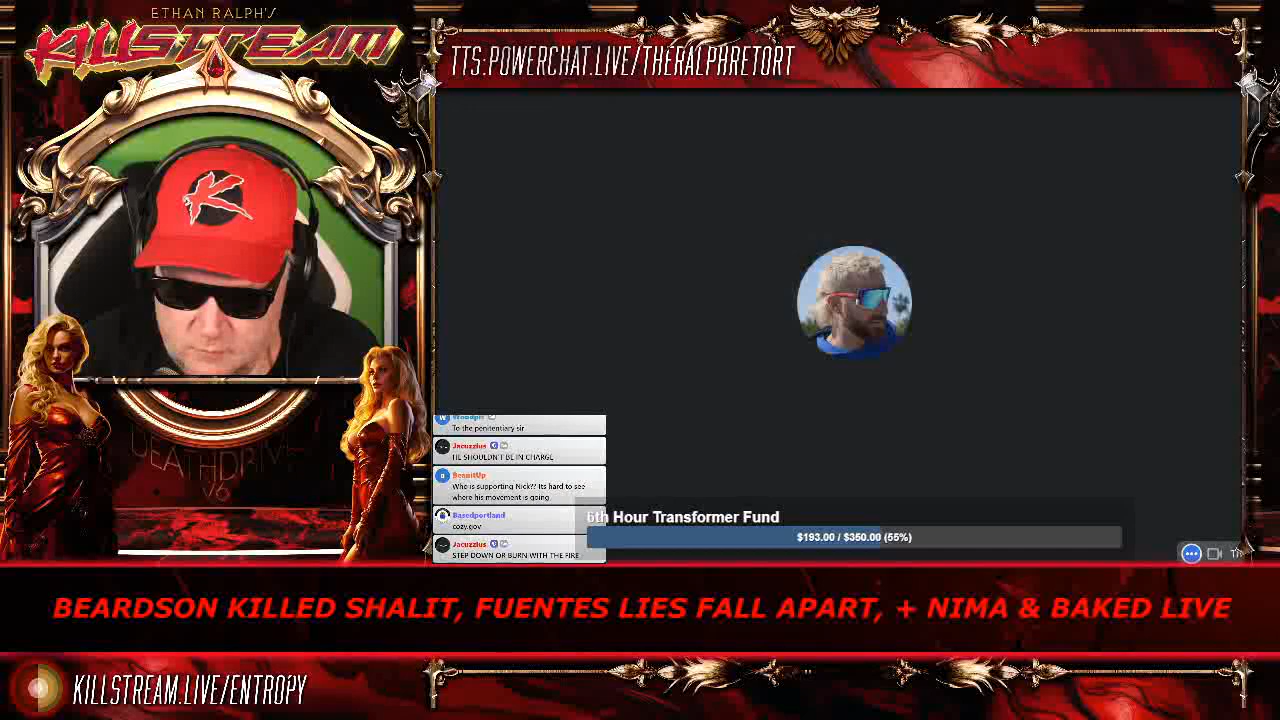 ETHAN RALPH'S
KILLSTREAM
TTS.POWERCHAT.LIVE/THERALPHRETORT
K
To the penitentiary sir
Jacuzzius
HE SHOULDN'T BE IN CHARGE
BeanitUp
Who is supporting Nick?? Its hard to see
where his movement is going
Basedportland
cozy.gov
Jacuzzius
STEP DOWN OR BURN WITH THE FIRE
6th Hour Transformer Fund
$193.00 / $350.00 (55%)
DEATHDRIVE
V6
BEARDSON KILLED SHALIT, FUENTES LIES FALL APART, + NIMA & BAKED LIVE
KILLSTREAM.LIVE/ENTROPY